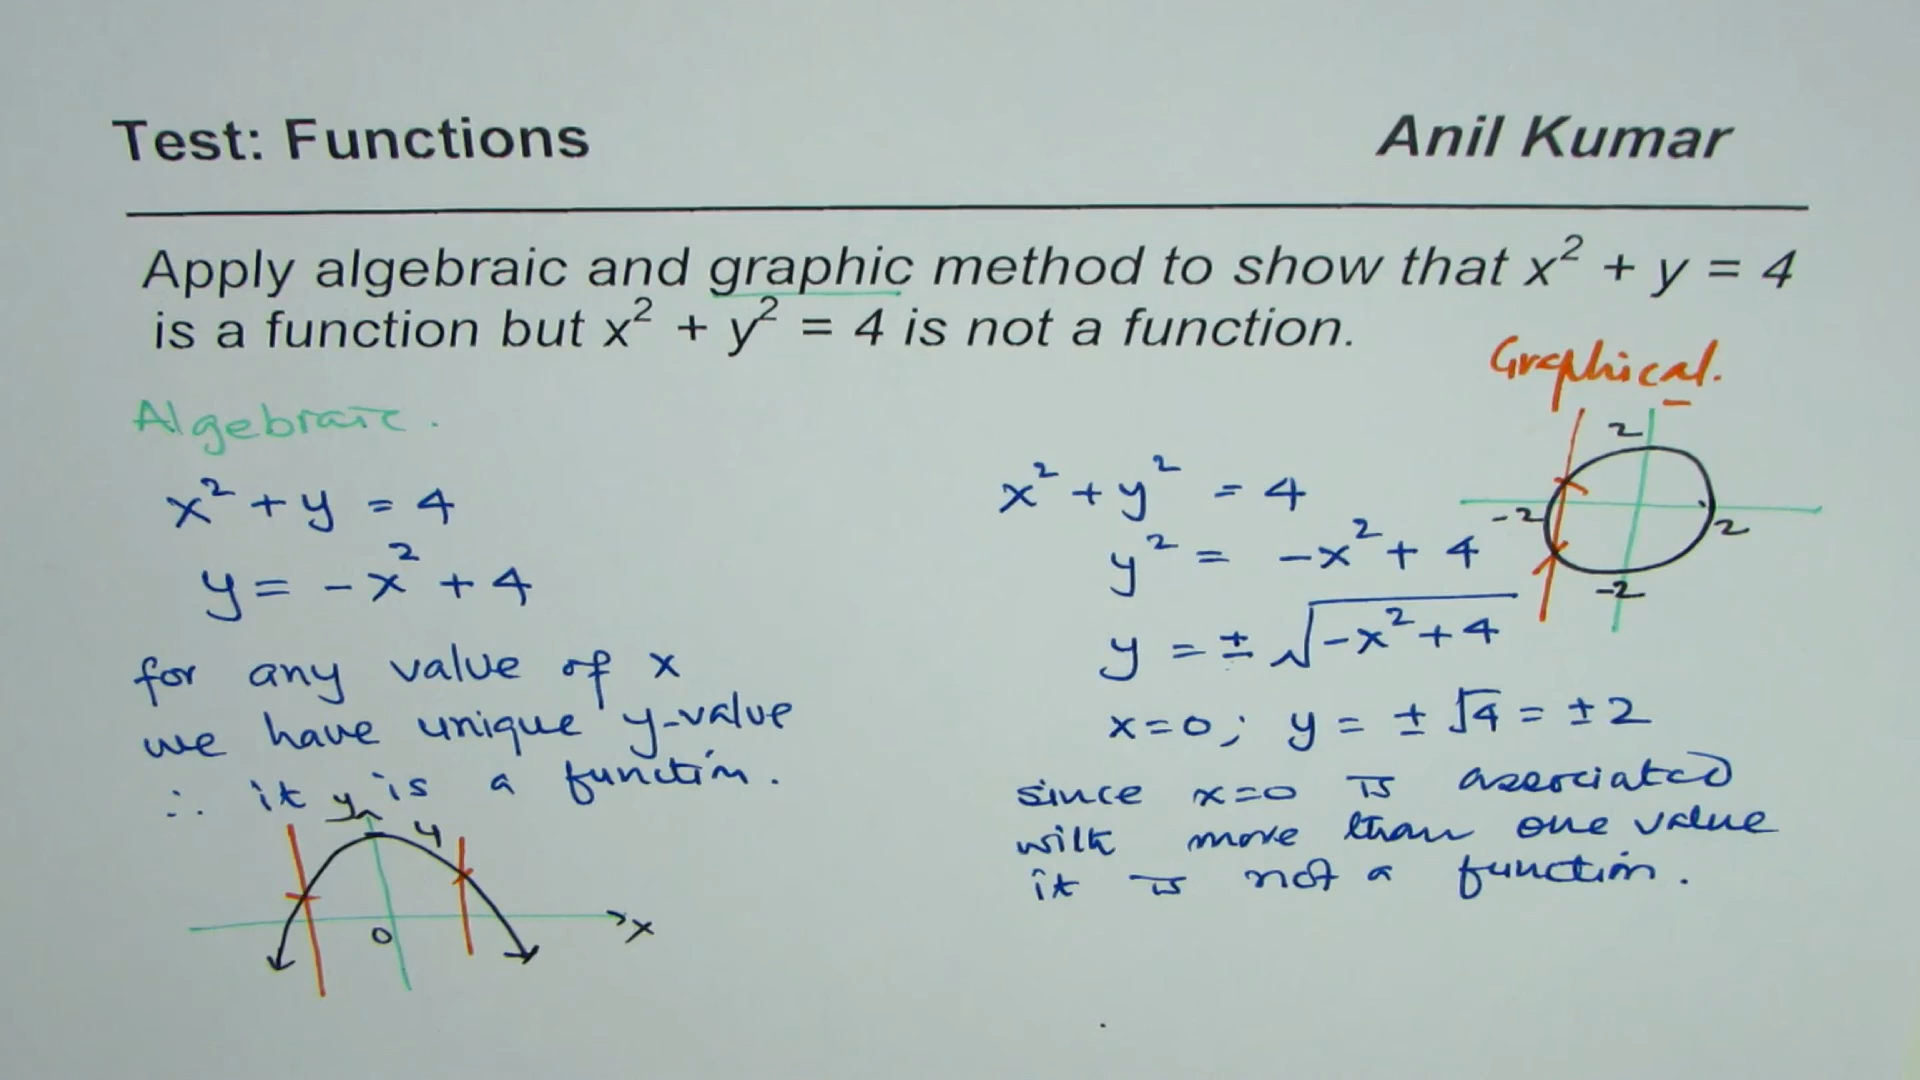 Test: Functions
Anil Kumar
Apply algebraic and graphic method to show that x² + y = 4
is a function but x² + y² = 4 is not a function.
Algebraic.
x² + y = 4
y = -x² + 4
for any value of x
we have unique y-value
∴ it is a function.
y
4
0
x
Graphical.
2
-2
2
-2
x² + y² = 4
y² = -x² + 4
y = ± √-x² + 4
x=0; y = ± √4 = ±2
since x=0 is associated
with more than one value
it is not a function.